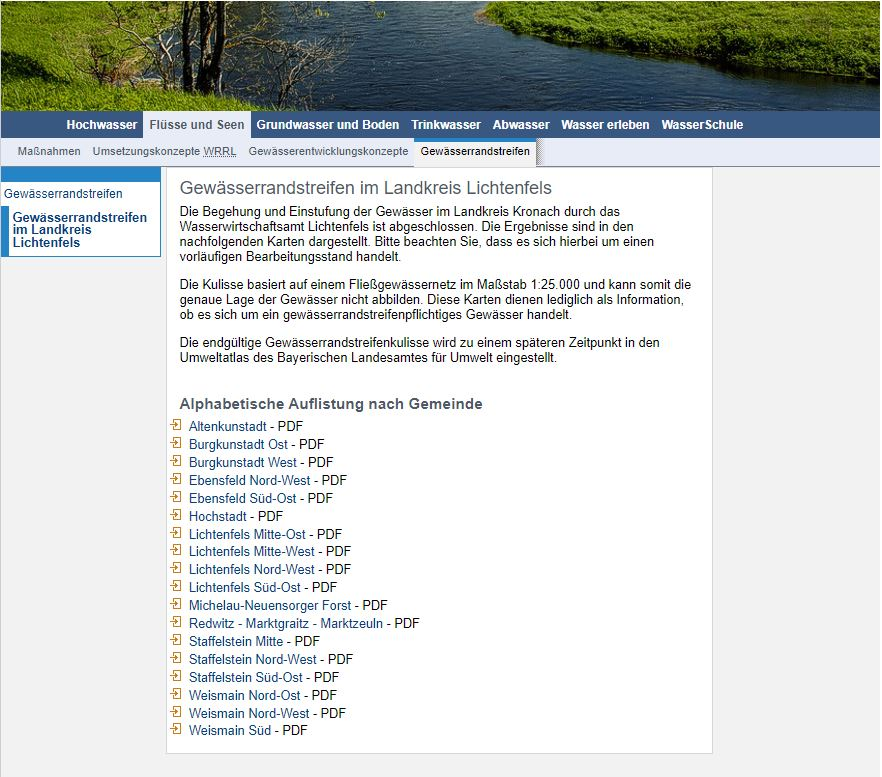 Hochwasser Flüsse und Seen Grundwasser und Boden Trinkwasser Abwasser Wasser erleben WasserSchule
Maßnahmen Umsetzungskonzepte WRRL Gewässerentwicklungskonzepte Gewässerrandstreifen
Gewässerrandstreifen
Gewässerrandstreifen
im Landkreis
Lichtenfels
Gewässerrandstreifen im Landkreis Lichtenfels
Die Begehung und Einstufung der Gewässer im Landkreis Kronach durch das
Wasserwirtschaftsamt Lichtenfels ist abgeschlossen. Die Ergebnisse sind in den
nachfolgenden Karten dargestellt. Bitte beachten Sie, dass es sich hierbei um einen
vorläufigen Bearbeitungsstand handelt.
Die Kulisse basiert auf einem Fließgewässernetz im Maßstab 1:25.000 und kann somit die
genaue Lage der Gewässer nicht abbilden. Diese Karten dienen lediglich als Information,
ob es sich um ein gewässerrandstreifenpflichtiges Gewässer handelt.
Die endgültige Gewässerrandstreifenkulisse wird zu einem späteren Zeitpunkt in den
Umweltatlas des Bayerischen Landesamtes für Umwelt eingestellt.
Alphabetische Auflistung nach Gemeinde
Altenkunstadt - PDF
Burgkunstadt Ost - PDF
Burgkunstadt West - PDF
Ebensfeld Nord-West - PDF
Ebensfeld Süd-Ost - PDF
Hochstadt - PDF
Lichtenfels Mitte-Ost - PDF
Lichtenfels Mitte-West - PDF
Lichtenfels Nord-West - PDF
Lichtenfels Süd-Ost - PDF
Michelau-Neuensorger Forst - PDF
Redwitz - Marktgraitz - Marktzeuln - PDF
Staffelstein Mitte - PDF
Staffelstein Nord-West - PDF
Staffelstein Süd-Ost - PDF
Weismain Nord-Ost - PDF
Weismain Nord-West - PDF
Weismain Süd - PDF